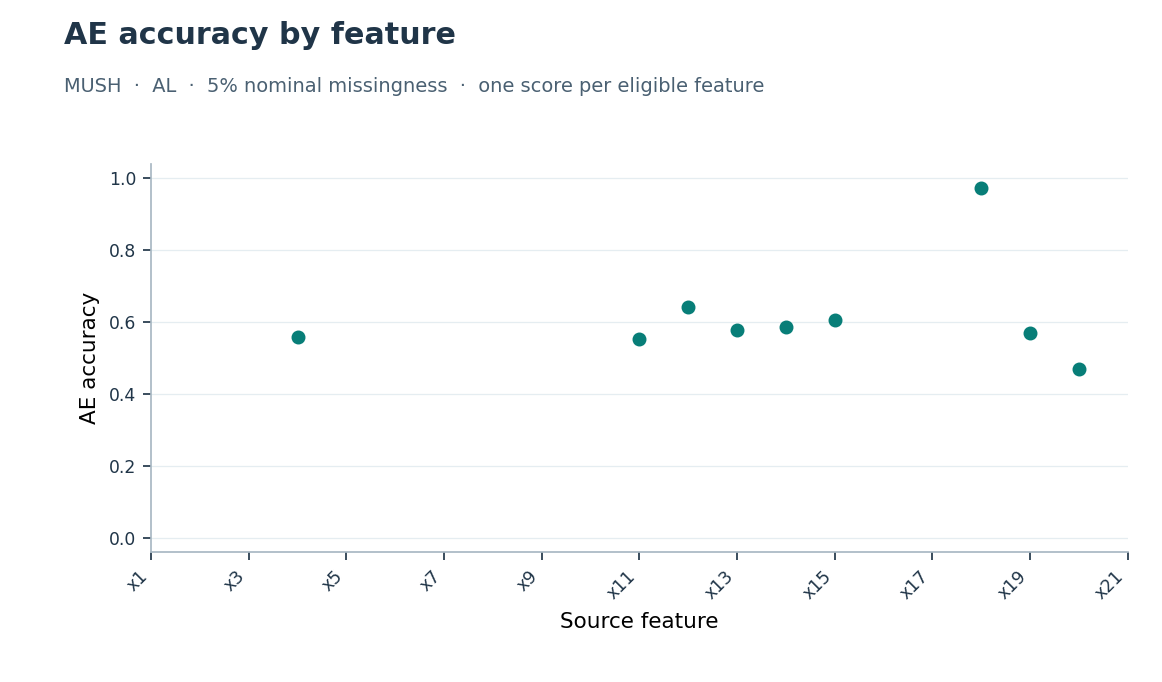 AE accuracy by feature
MUSH · AL · 5% nominal missingness · one score per eligible feature
1.0
0.8
0.6
0.4
0.2
0.0
AE accuracy
x1 x3 x5 x7 x9 x11 x13 x15 x17 x19 x21
Source feature